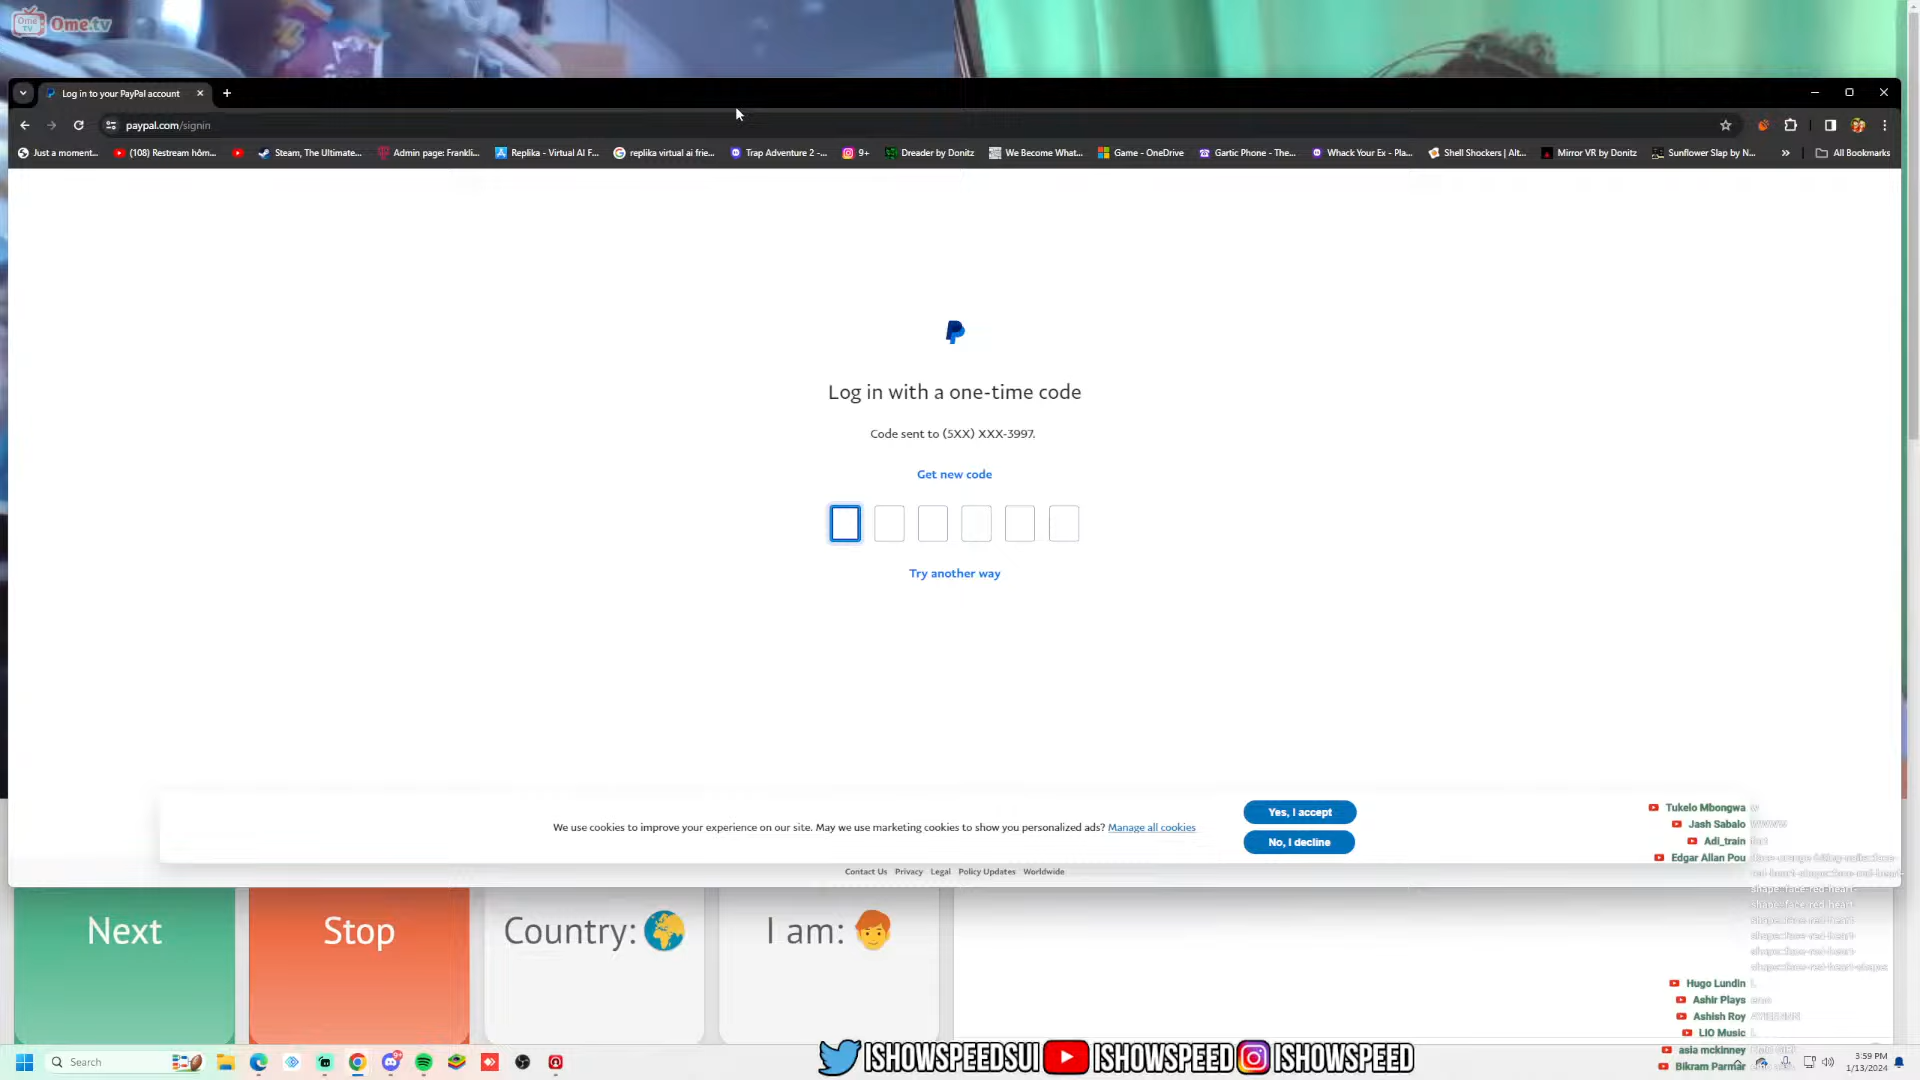 Ome.tv
Log in to your PayPal account
paypal.com/signin
Just a moment...
(108) Restream hôm...
Steam, The Ultimate...
Admin page: Frankli...
Replika - Virtual AI F...
replika virtual ai frie...
Trap Adventure 2 -...
9+
Dreader by Donitz
We Become What...
Game - OneDrive
Gartic Phone - The...
Whack Your Ex - Pla...
Shell Shockers | Alt...
Mirror VR by Donitz
Sunflower Slap by N...
»
All Bookmarks
Log in with a one-time code
Code sent to (5XX) XXX-3997.
Get new code
Try another way
We use cookies to improve your experience on our site. May we use marketing cookies to show you personalized ads? Manage all cookies
Yes, I accept
No, I decline
Contact Us Privacy Legal Policy Updates Worldwide
Tukelo Mbongwa
Jash Sabalo
Adi_train
Edgar Allan Pou
Hugo Lundin
Ashir Plays
Ashish Roy
LIO Music
asia mckinney
Bikram Parmar
Next
Stop
Country:
I am:
Search
ISHOWSPEEDSUI
ISHOWSPEED
ISHOWSPEED
3:59 PM
1/13/2024